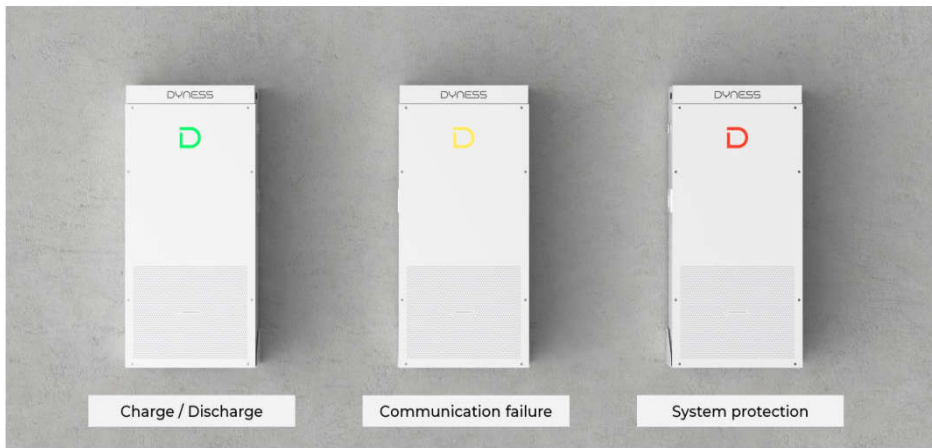 DYNESS
DYNESS
DYNESS
D
D
D
Charge / Discharge
Communication failure
System protection